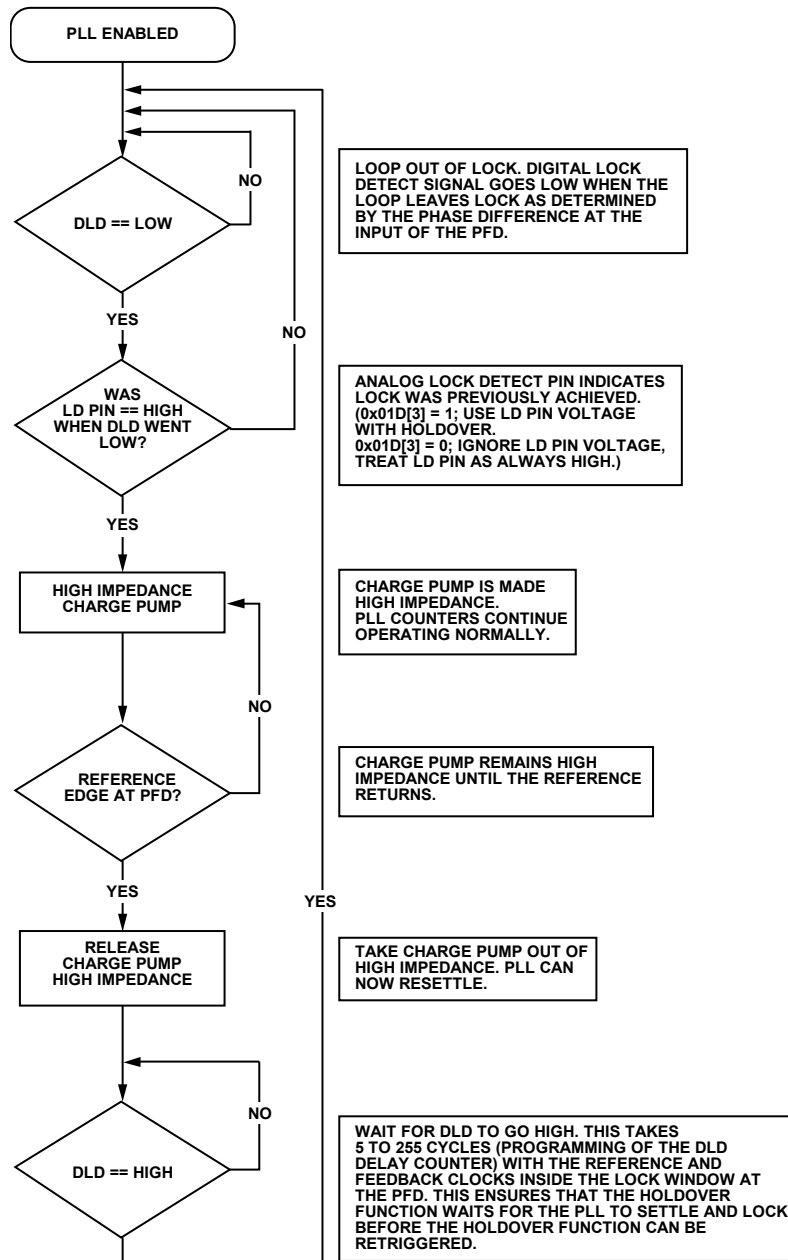 PLL ENABLED
NO
DLD == LOW
LOOP OUT OF LOCK. DIGITAL LOCK
DETECT SIGNAL GOES LOW WHEN THE
LOOP LEAVES LOCK AS DETERMINED
BY THE PHASE DIFFERENCE AT THE
INPUT OF THE PFD.
YES
NO
WAS
LD PIN == HIGH
WHEN DLD WENT
LOW?
ANALOG LOCK DETECT PIN INDICATES
LOCK WAS PREVIOUSLY ACHIEVED.
(0x01D[3] = 1; USE LD PIN VOLTAGE
WITH HOLDOVER.
0x01D[3] = 0; IGNORE LD PIN VOLTAGE,
TREAT LD PIN AS ALWAYS HIGH.)
YES
HIGH IMPEDANCE
CHARGE PUMP
CHARGE PUMP IS MADE
HIGH IMPEDANCE.
PLL COUNTERS CONTINUE
OPERATING NORMALLY.
NO
REFERENCE
EDGE AT PFD?
CHARGE PUMP REMAINS HIGH
IMPEDANCE UNTIL THE REFERENCE
RETURNS.
YES
YES
RELEASE
CHARGE PUMP
HIGH IMPEDANCE
TAKE CHARGE PUMP OUT OF
HIGH IMPEDANCE. PLL CAN
NOW RESETTLE.
NO
DLD == HIGH
WAIT FOR DLD TO GO HIGH. THIS TAKES
5 TO 255 CYCLES (PROGRAMMING OF THE DLD
DELAY COUNTER) WITH THE REFERENCE AND
FEEDBACK CLOCKS INSIDE THE LOCK WINDOW AT
THE PFD. THIS ENSURES THAT THE HOLDOVER
FUNCTION WAITS FOR THE PLL TO SETTLE AND LOCK
BEFORE THE HOLDOVER FUNCTION CAN BE
RETRIGGERED.